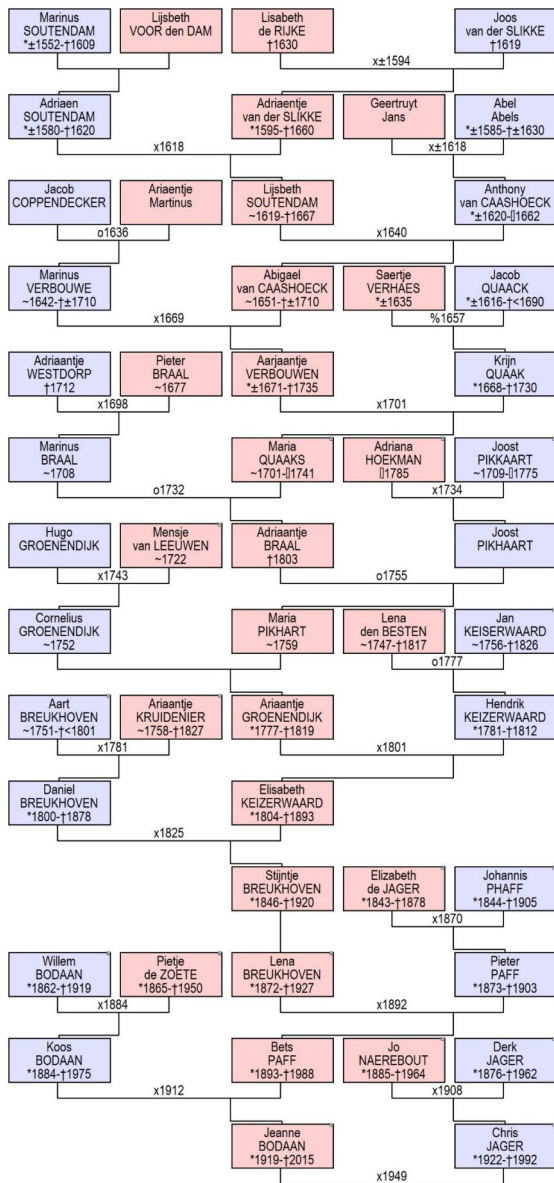 Marinus
SOUTENDAM
*±1552-†1609
Lijsbeth
VOOR den DAM
Lisabeth
de RIJKE
†1630
Joos
van der SLIKKE
†1619
x±1594
Adriaen
SOUTENDAM
*±1580-†1620
Adriaentje
van der SLIKKE
*1595-†1660
Geertruyt
Jans
Abel
Abels
*±1585-†±1630
x1618
x±1618
Jacob
COPPENDECKER
Ariaentje
Martinus
Lijsbeth
SOUTENDAM
~1619-†1667
Anthony
van CAASHOECK
*±1620-▯1662
o1636
x1640
Marinus
VERBOUWE
~1642-†±1710
Abigael
van CAASHOECK
~1651-†±1710
Saertje
VERHAES
*±1635
Jacob
QUAACK
*±1616-†<1690
x1669
%1657
Adriaantje
WESTDORP
†1712
Pieter
BRAAL
~1677
Aarjaantje
VERBOUWEN
*±1671-†1735
Krijn
QUAAK
*1668-†1730
x1698
x1701
Marinus
BRAAL
~1708
Maria
QUAAKS
~1701-▯1741
Adriana
HOEKMAN
▯1785
Joost
PIKKAART
~1709-▯1775
o1732
x1734
Hugo
GROENENDIJK
Mensje
van LEEUWEN
~1722
Adriaantje
BRAAL
†1803
Joost
PIKHAART
x1743
o1755
Cornelius
GROENENDIJK
~1752
Maria
PIKHART
~1759
Lena
den BESTEN
~1747-†1817
Jan
KEISERWAARD
~1756-†1826
o1777
Aart
BREUKHOVEN
~1751-†<1801
Ariaantje
KRUIDENIER
~1758-†1827
Ariaantje
GROENENDIJK
*1777-†1819
Hendrik
KEIZERWAARD
*1781-†1812
x1781
x1801
Daniel
BREUKHOVEN
*1800-†1878
Elisabeth
KEIZERWAARD
*1804-†1893
x1825
Stijntje
BREUKHOVEN
*1846-†1920
Elizabeth
de JAGER
*1843-†1878
Johannis
PHAFF
*1844-†1905
x1870
Willem
BODAAN
*1862-†1919
Pietje
de ZOETE
*1865-†1950
Lena
BREUKHOVEN
*1872-†1927
Pieter
PAFF
*1873-†1903
x1884
x1892
Koos
BODAAN
*1884-†1975
Bets
PAFF
*1893-†1988
Jo
NAEREBOUT
*1885-†1964
Derk
JAGER
*1876-†1962
x1912
x1908
Jeanne
BODAAN
*1919-†2015
Chris
JAGER
*1922-†1992
x1949